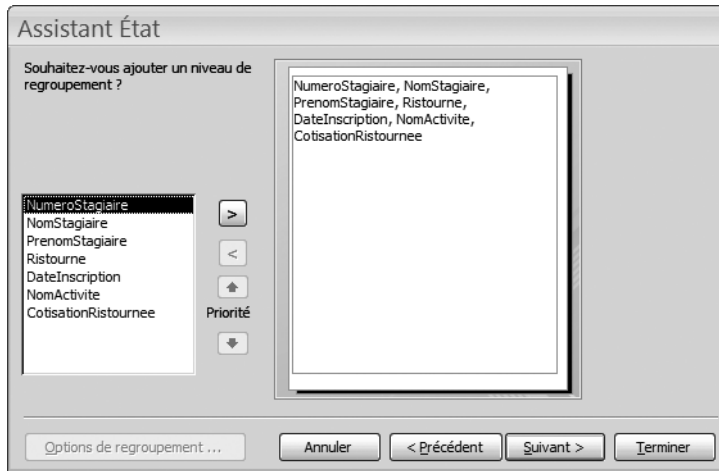 Assistant État
Souhaitez-vous ajouter un niveau de
regroupement ?
NumeroStagiaire
NomStagiaire
PrenomStagiaire
Ristourne
DateInscription
NomActivite
CotisationRistournee
>
<
Priorité
NumeroStagiaire, NomStagiaire,
PrenomStagiaire, Ristourne,
DateInscription, NomActivite,
CotisationRistournee
Options de regroupement ...
Annuler
< Précédent
Suivant >
Terminer